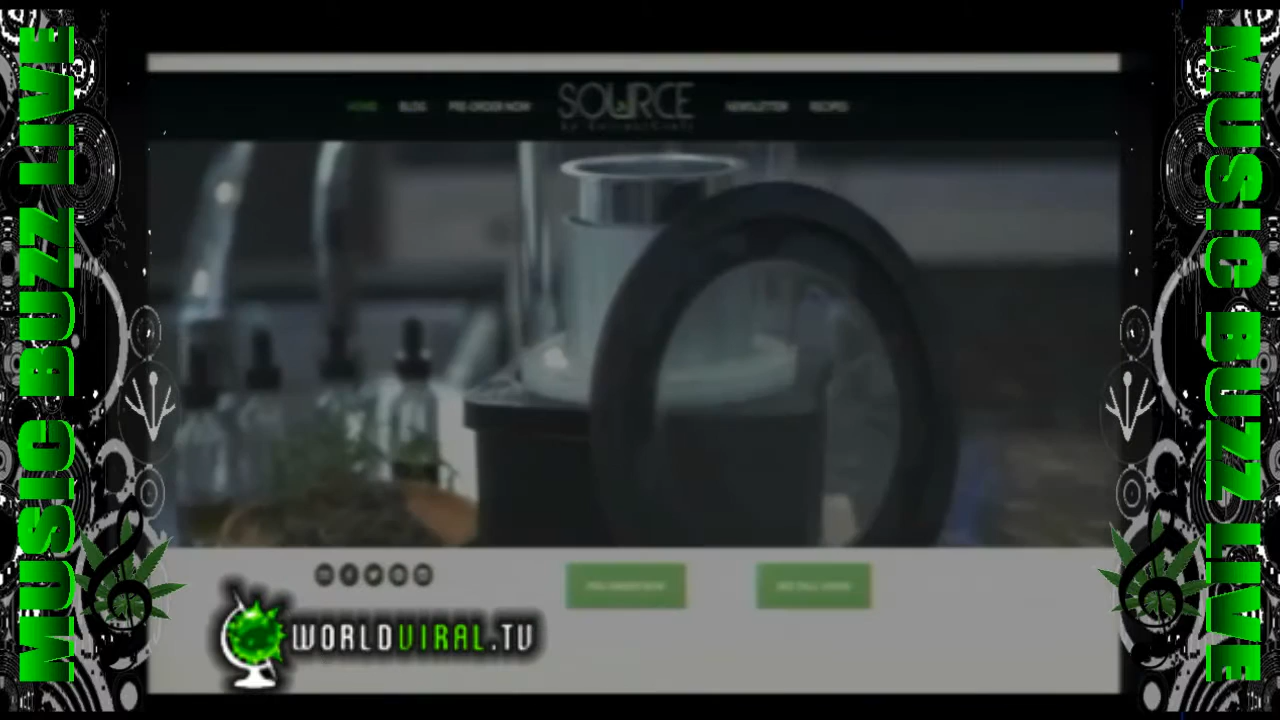 MUSIC BUZZ LIVE
HOME BLOG PRE-ORDER NOW SOURCE NEWSLETTER RECIPES
WORLDVIRAL.TV
MUSIC BUZZ LIVE